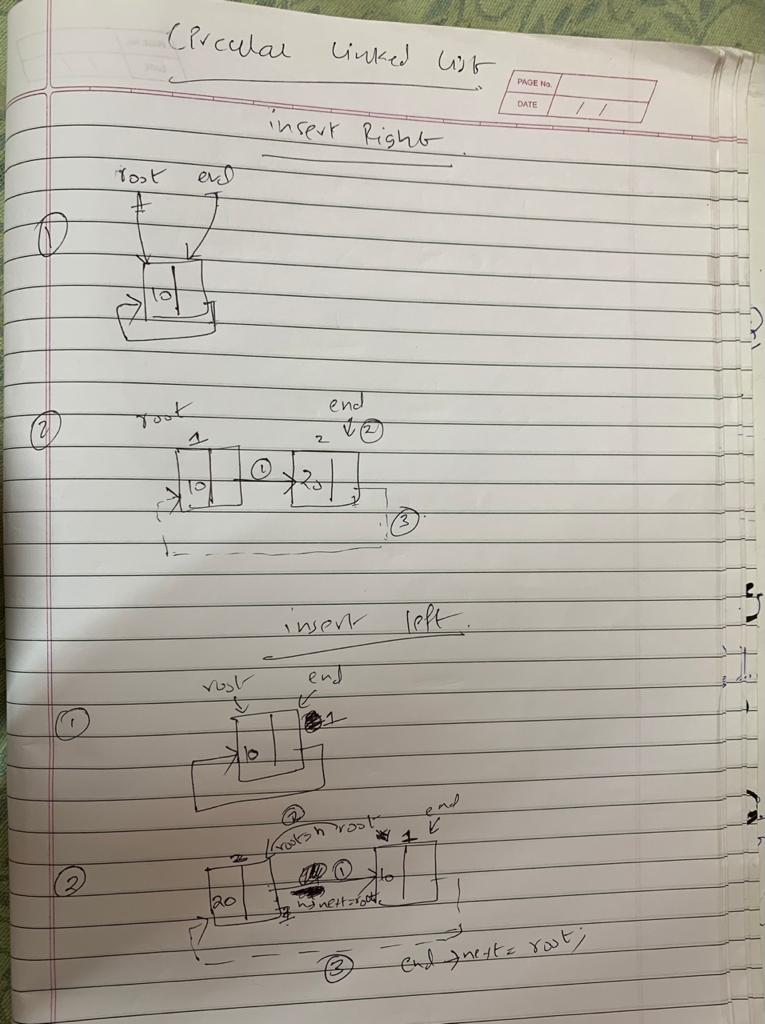 Circular Linked List
PAGE No.
DATE / /
insert Right
root end
①
10
②
root end
1 2 ②
10 ① 20
③
insert left.
root end
①
1
10
②
root=n root end
2 1
②
20 ① 10
n→next=root;
③
end→next = root;